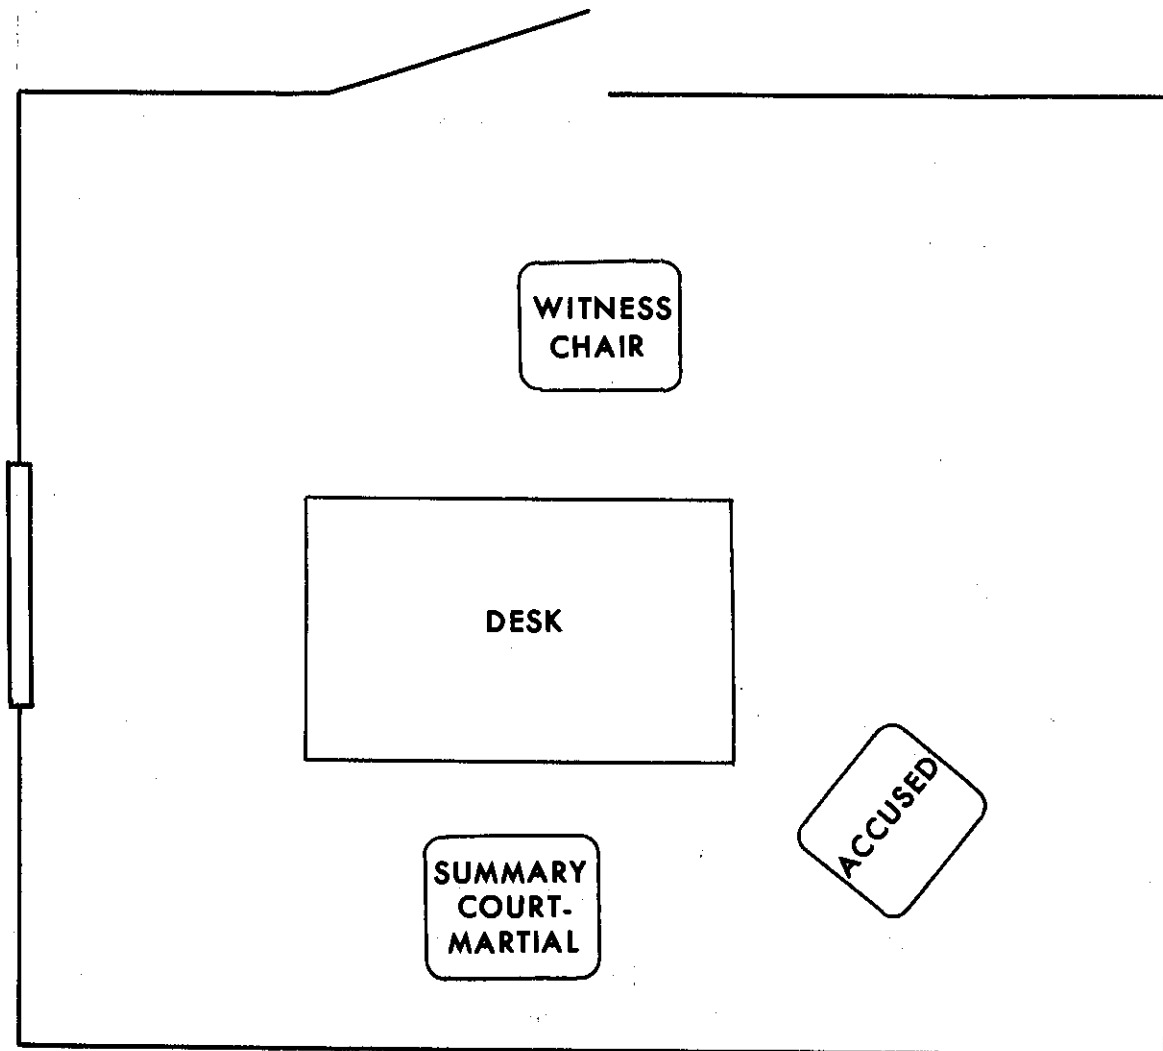 WITNESS
CHAIR
DESK
ACCUSED
SUMMARY
COURT-
MARTIAL